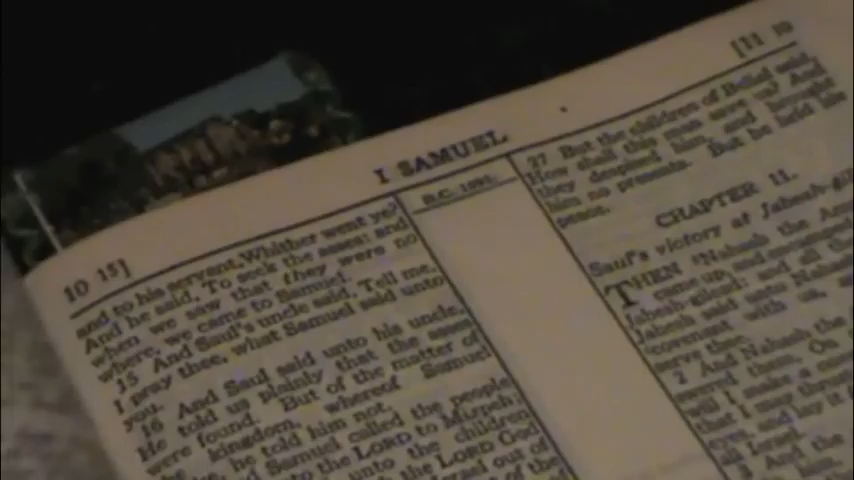 I SAMUEL
10 15]
[11 10
B.C. 1095.
and to his servant, Whither went ye?
And he said, To seek the asses: and
when we saw that they were no
where, we came to Samuel.
15 And Saul's uncle said, Tell me,
I pray thee, what Samuel said unto
you.
16 And Saul said unto his uncle,
He told us plainly that the asses
were found. But of the matter of
kingdom, whereof Samuel
he told him not.
Samuel called the people
unto the LORD to Mizpeh;
unto the children
the LORD God
Israel out of
of the
27 But the children of Belial said,
How shall this man save us? And
they despised him, and brought
him no presents. But he held his
peace.
CHAPTER 11.
Saul's victory at Jabesh-gil
THEN Nahash the Am
came up, and encamped
Jabesh-gilead: and all the
Jabesh said unto Nahash
covenant with us,
serve thee.
2 And Nahash the
swered them, On
will I make a
that I may thrust
eyes, and lay it
all Israel.
3 And the
him,